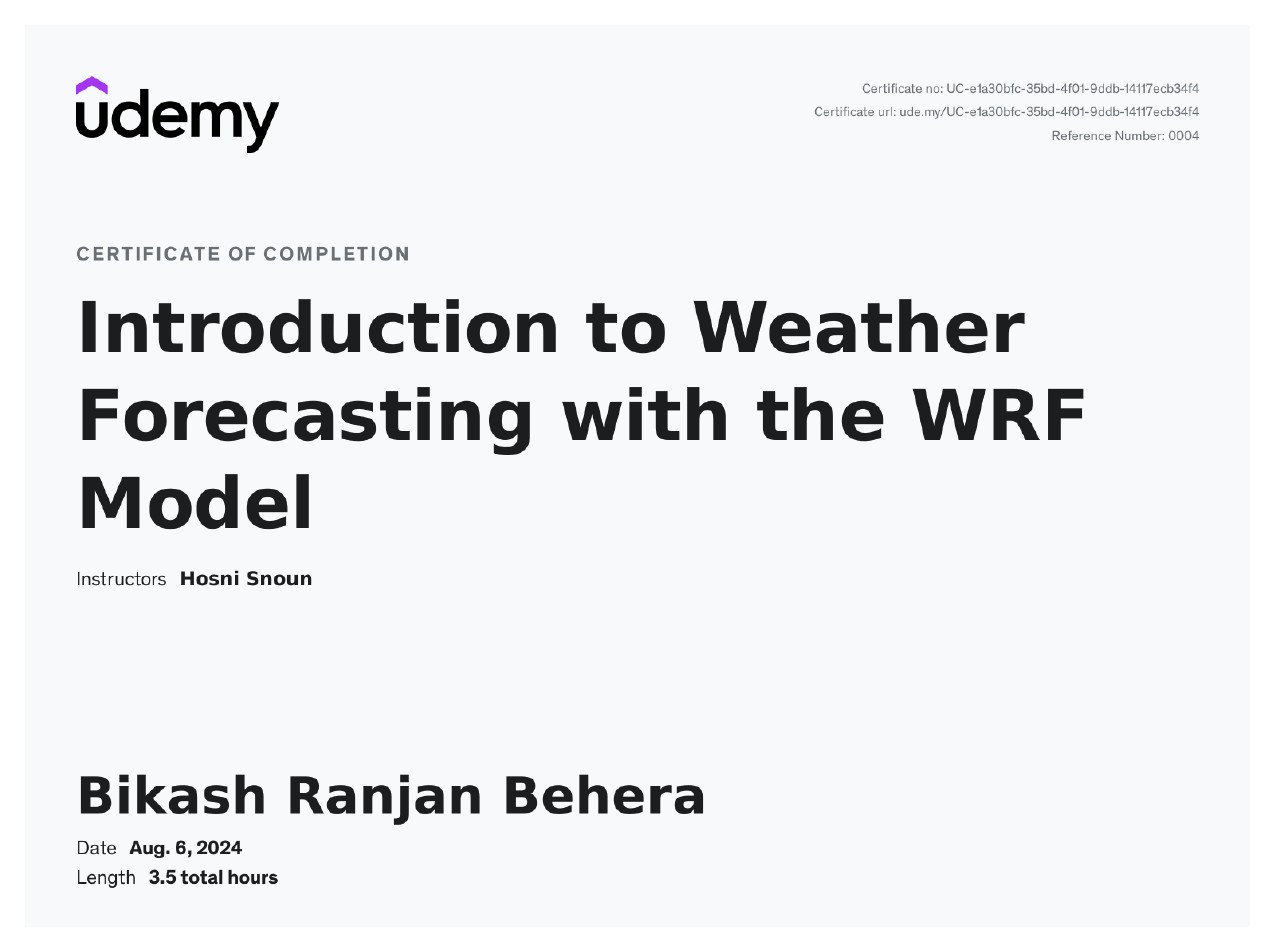 udemy
Certificate no: UC-e1a30bfc-35bd-4f01-9ddb-14117ecb34f4
Certificate url: ude.my/UC-e1a30bfc-35bd-4f01-9ddb-14117ecb34f4
Reference Number: 0004
CERTIFICATE OF COMPLETION
Introduction to Weather
Forecasting with the WRF
Model
Instructors Hosni Snoun
Bikash Ranjan Behera
Date Aug. 6, 2024
Length 3.5 total hours